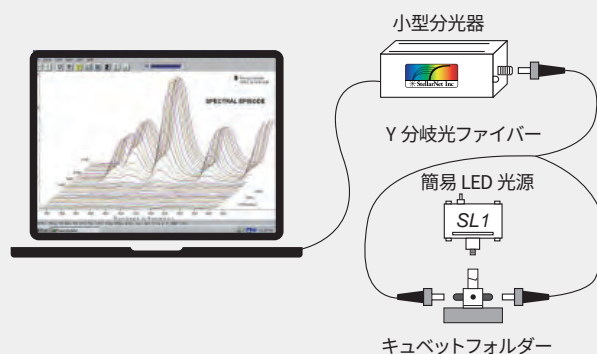 小型分光器
StellarNet Inc
SPECTRAL EPISODE
Y 分岐光ファイバー
簡易 LED 光源
SL1
キュベットフォルダー